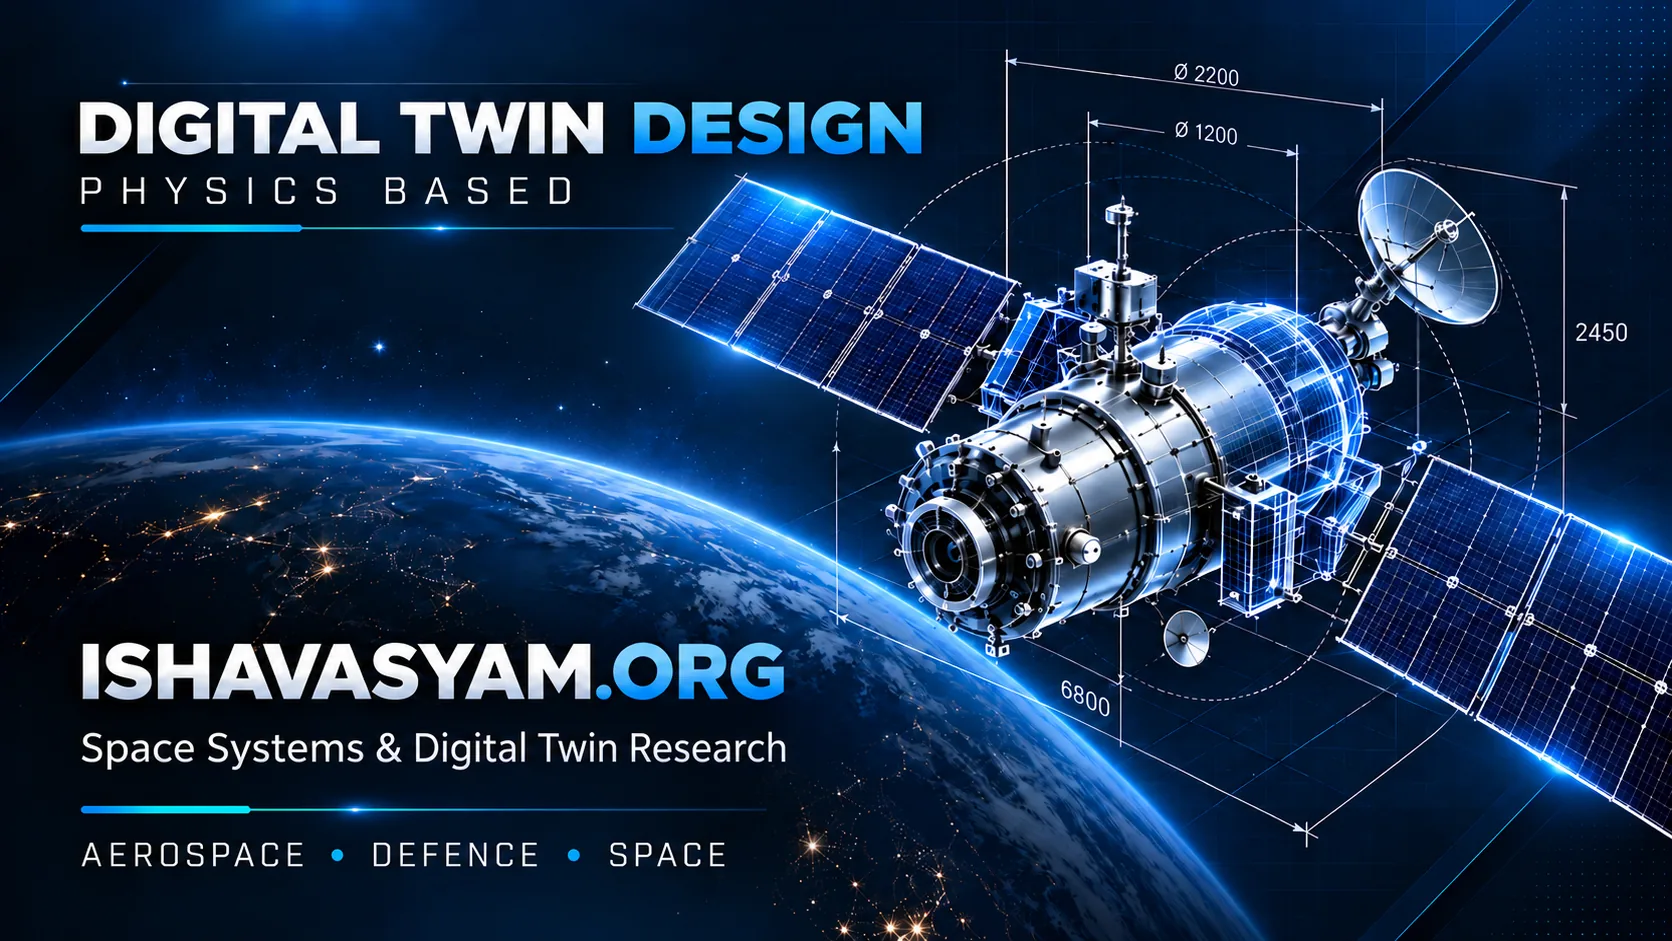 DIGITAL TWIN DESIGN
PHYSICS BASED
Ø 2200
Ø 1200
2450
6800
ISHAVASYAM.ORG
Space Systems & Digital Twin Research
AEROSPACE • DEFENCE • SPACE